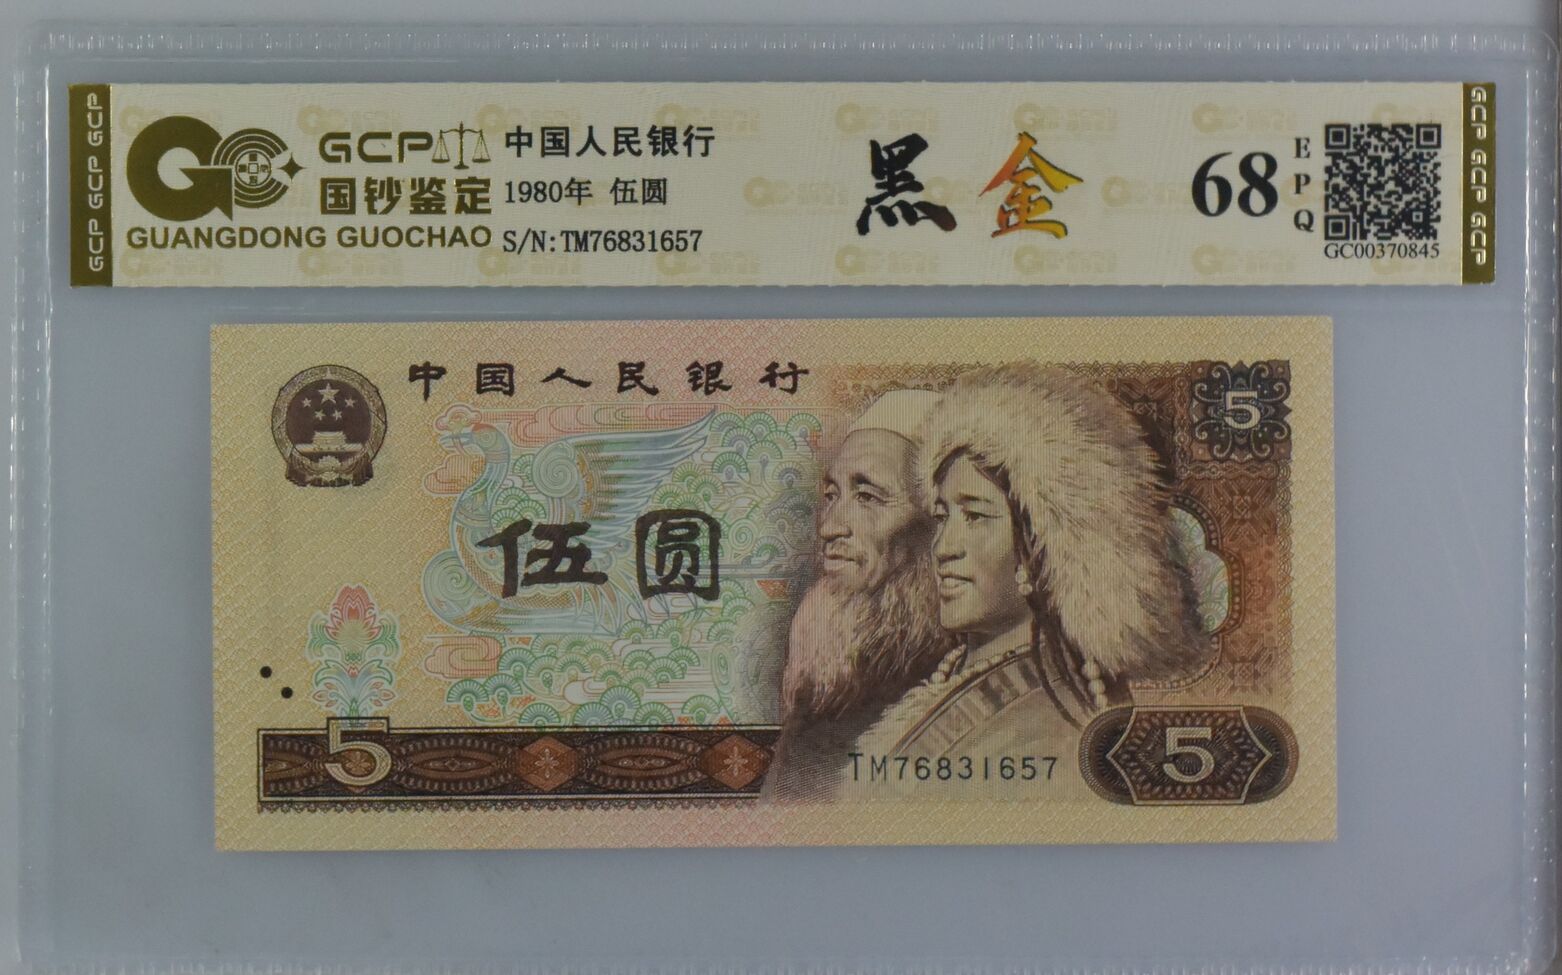 GCP GCP GCP
GCP
国钞鉴定
GUANGDONG GUOCHAO
中国人民银行
1980年 伍圆
S/N:TM76831657
黑金
68
EPQ
GC00370845
GCP GCP GCP
中国人民银行
5
伍圆
5
TM76831657
5